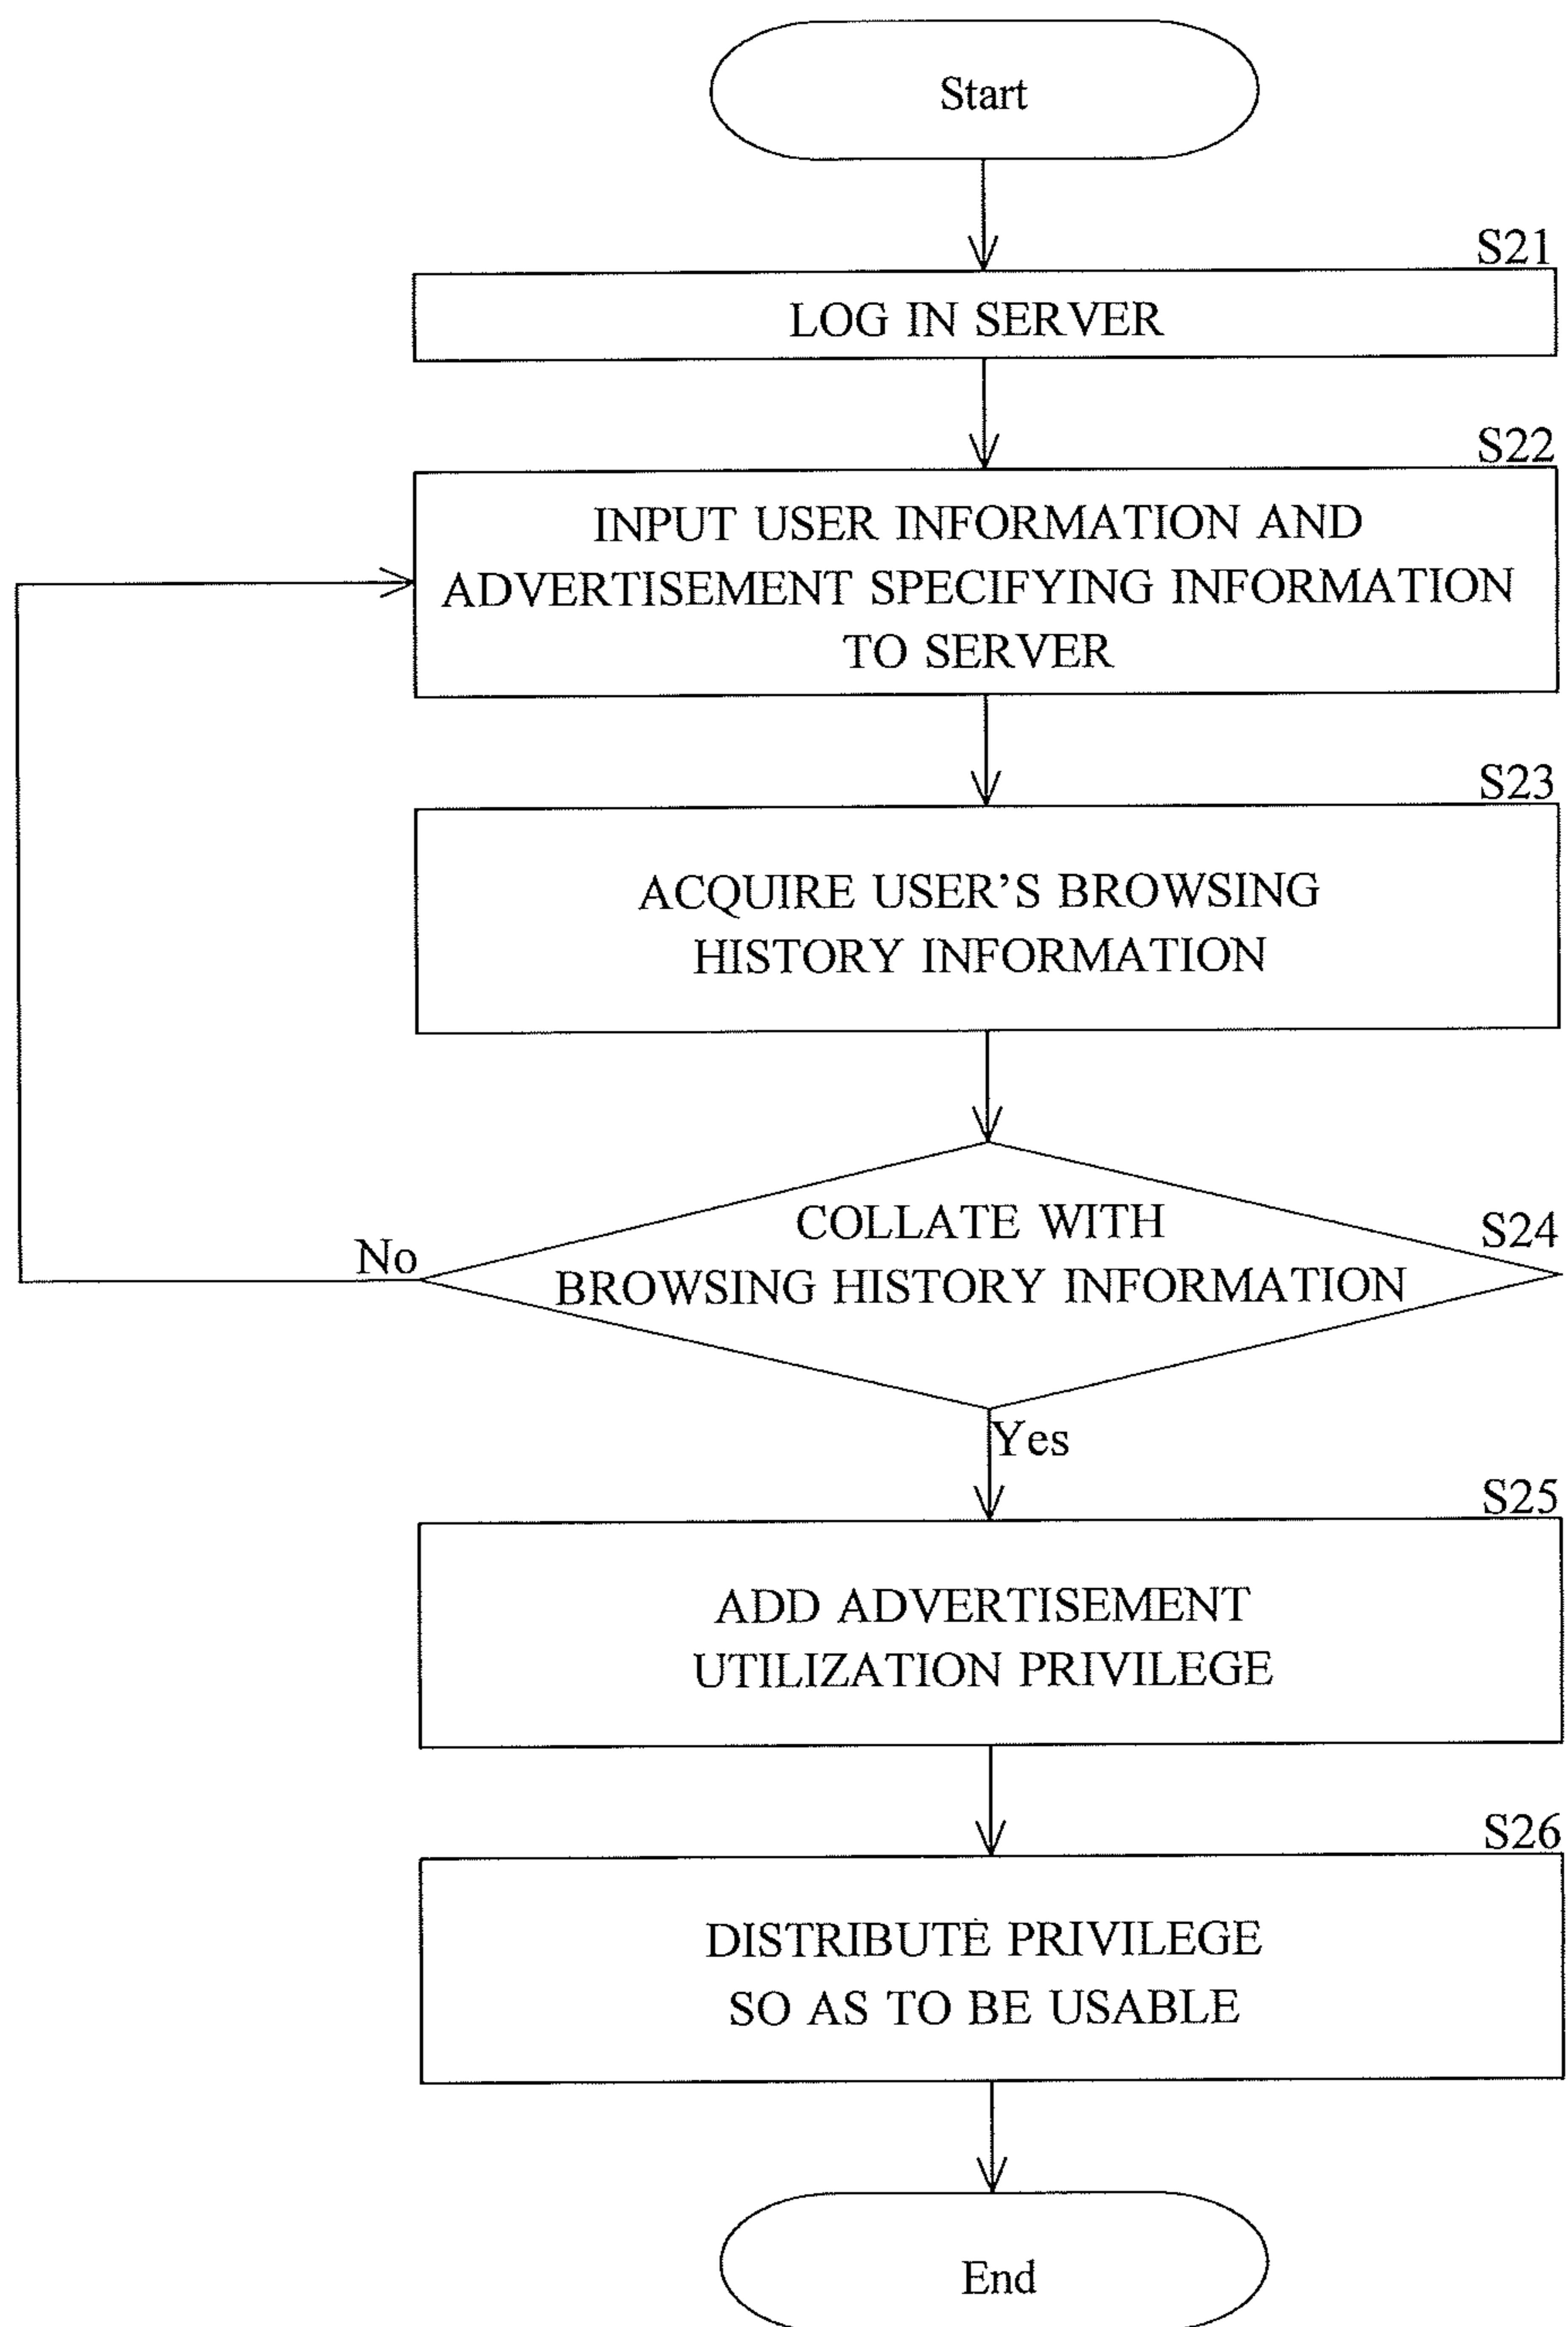 Start
S21
LOG IN SERVER
S22
INPUT USER INFORMATION AND
ADVERTISEMENT SPECIFYING INFORMATION
TO SERVER
S23
ACQUIRE USER’S BROWSING
HISTORY INFORMATION
S24
COLLATE WITH
BROWSING HISTORY INFORMATION
No
Yes
S25
ADD ADVERTISEMENT
UTILIZATION PRIVILEGE
S26
DISTRIBUTE PRIVILEGE
SO AS TO BE USABLE
End